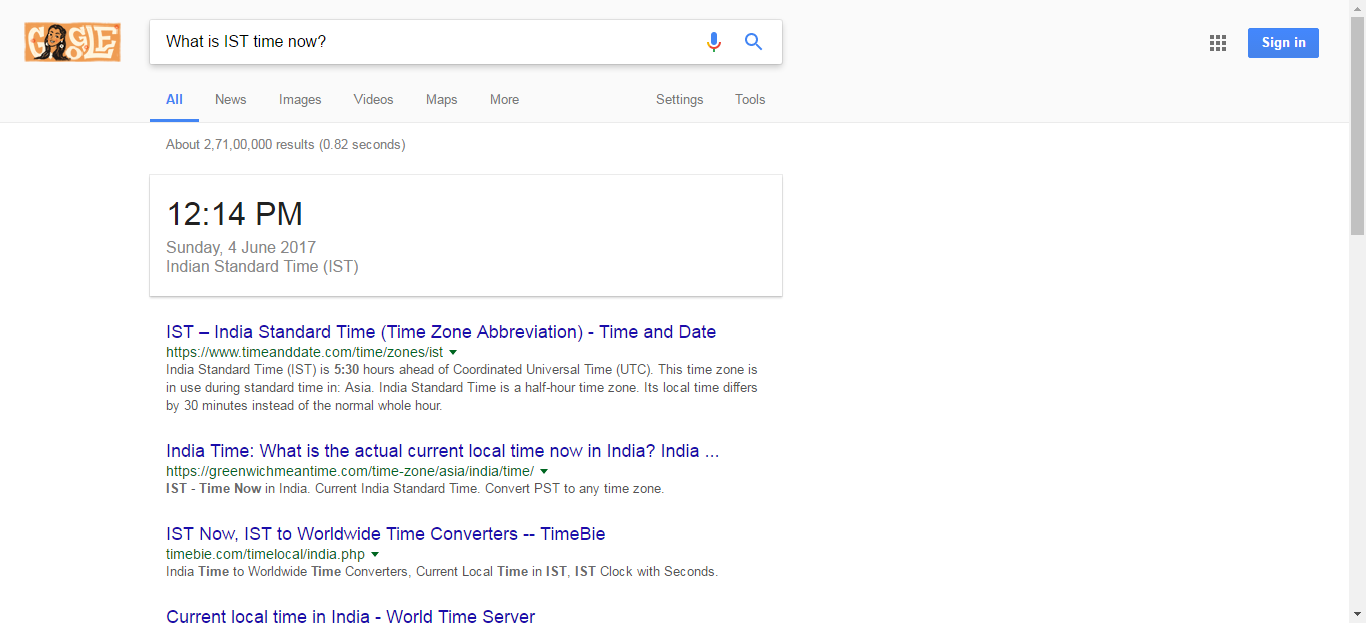 GOOGLE
What is IST time now?
Sign in
All News Images Videos Maps More Settings Tools
About 2,71,00,000 results (0.82 seconds)
12:14 PM
Sunday, 4 June 2017
Indian Standard Time (IST)
IST – India Standard Time (Time Zone Abbreviation) - Time and Date
https://www.timeanddate.com/time/zones/ist
India Standard Time (IST) is 5:30 hours ahead of Coordinated Universal Time (UTC). This time zone is
in use during standard time in: Asia. India Standard Time is a half-hour time zone. Its local time differs
by 30 minutes instead of the normal whole hour.
India Time: What is the actual current local time now in India? India ...
https://greenwichmeantime.com/time-zone/asia/india/time/
IST - Time Now in India. Current India Standard Time. Convert PST to any time zone.
IST Now, IST to Worldwide Time Converters -- TimeBie
timebie.com/timelocal/india.php
India Time to Worldwide Time Converters, Current Local Time in IST, IST Clock with Seconds.
Current local time in India - World Time Server